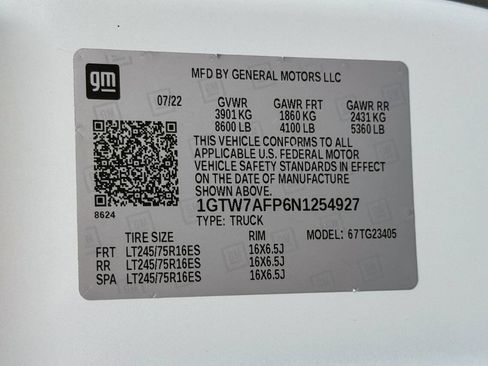 gm
MFD BY GENERAL MOTORS LLC
07/22 GVWR GAWR FRT GAWR RR
3901 KG 1860 KG 2431 KG
8600 LB 4100 LB 5360 LB
THIS VEHICLE CONFORMS TO ALL
APPLICABLE U.S. FEDERAL MOTOR
VEHICLE SAFETY STANDARDS IN EFFECT
ON THE DATE OF MANUFACTURE
SHOWN ABOVE.
8624
1GTW7AFP6N1254927
TYPE: TRUCK
TIRE SIZE RIM MODEL: 67TG23405
FRT LT245/75R16ES 16X6.5J
RR LT245/75R16ES 16X6.5J
SPA LT245/75R16ES 16X6.5J